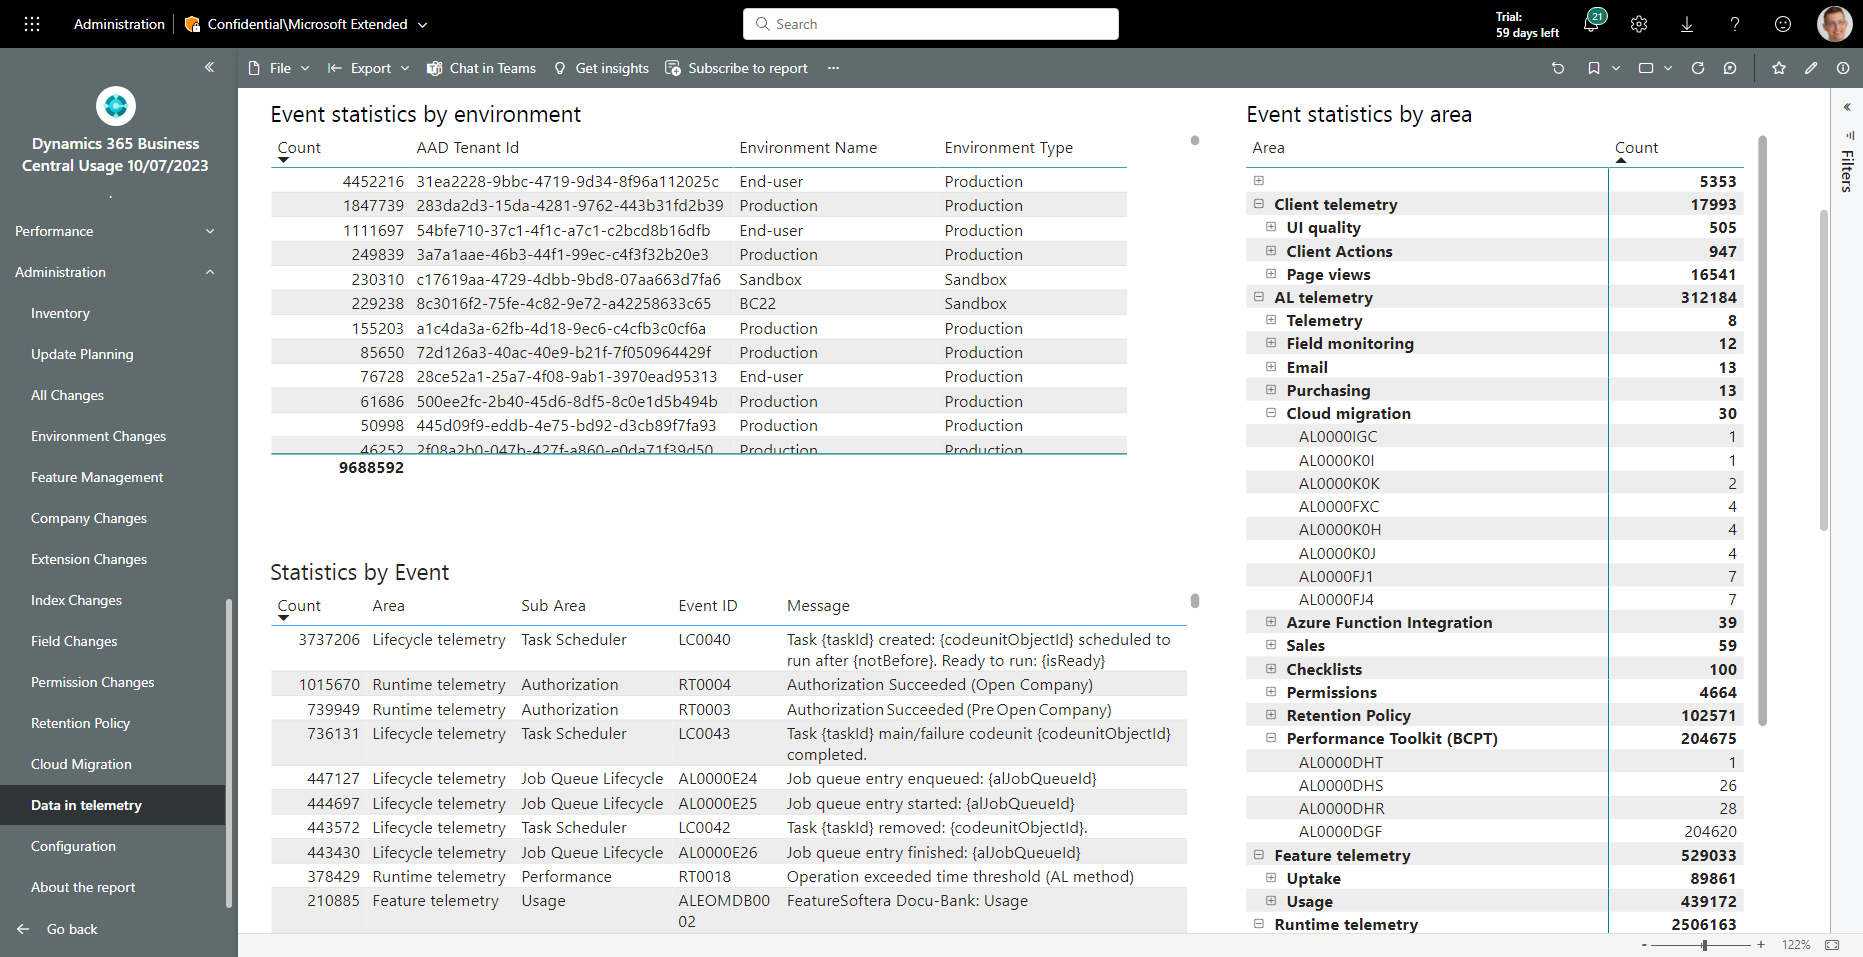 Administration
Confidential\Microsoft Extended
Search
Trial:
59 days left
21
File
Export
Chat in Teams
Get insights
Subscribe to report
Dynamics 365 Business
Central Usage 10/07/2023
.
Performance
Administration
Inventory
Update Planning
All Changes
Environment Changes
Feature Management
Company Changes
Extension Changes
Index Changes
Field Changes
Permission Changes
Retention Policy
Cloud Migration
Data in telemetry
Configuration
About the report
Go back
Event statistics by environment
Count AAD Tenant Id Environment Name Environment Type
4452216 31ea2228-9bbc-4719-9d34-8f96a112025c End-user Production
1847739 283da2d3-15da-4281-9762-443b31fd2b39 Production Production
1111697 54bfe710-37c1-4f1c-a7c1-c2bcd8b16dfb End-user Production
249839 3a7a1aae-46b3-44f1-99ec-c4f3f32b20e3 Production Production
230310 c17619aa-4729-4dbb-9bd8-07aa663d7fa6 Sandbox Sandbox
229238 8c3016f2-75fe-4c82-9e72-a42258633c65 BC22 Sandbox
155203 a1c4da3a-62fb-4d18-9ec6-c4cfb3c0cf6a Production Production
85650 72d126a3-40ac-40e9-b21f-7f050964429f Production Production
76728 28ce52a1-25a7-4f08-9ab1-3970ead95313 End-user Production
61686 500ee2fc-2b40-45d6-8df5-8c0e1d5b494b Production Production
50998 445d09f9-eddb-4e75-bd92-d3cb89f7fa93 Production Production
46252 2f08a2b0-047b-427f-a860-e0da71f39d50 Production Production
9688592
Statistics by Event
Count Area Sub Area Event ID Message
3737206 Lifecycle telemetry Task Scheduler LC0040 Task {taskId} created: {codeunitObjectId} scheduled to
run after {notBefore}. Ready to run: {isReady}
1015670 Runtime telemetry Authorization RT0004 Authorization Succeeded (Open Company)
739949 Runtime telemetry Authorization RT0003 Authorization Succeeded (Pre Open Company)
736131 Lifecycle telemetry Task Scheduler LC0043 Task {taskId} main/failure codeunit {codeunitObjectId}
completed.
447127 Lifecycle telemetry Job Queue Lifecycle AL0000E24 Job queue entry enqueued: {alJobQueueId}
444697 Lifecycle telemetry Job Queue Lifecycle AL0000E25 Job queue entry started: {alJobQueueId}
443572 Lifecycle telemetry Task Scheduler LC0042 Task {taskId} removed: {codeunitObjectId}.
443430 Lifecycle telemetry Job Queue Lifecycle AL0000E26 Job queue entry finished: {alJobQueueId}
378429 Runtime telemetry Performance RT0018 Operation exceeded time threshold (AL method)
210885 Feature telemetry Usage ALEOMDB00 FeatureSoftera Docu-Bank: Usage
02
Event statistics by area
Area Count
5353
Client telemetry 17993
UI quality 505
Client Actions 947
Page views 16541
AL telemetry 312184
Telemetry 8
Field monitoring 12
Email 13
Purchasing 13
Cloud migration 30
AL0000IGC 1
AL0000K0I 1
AL0000K0K 2
AL0000FXC 4
AL0000K0H 4
AL0000K0J 4
AL0000FJ1 7
AL0000FJ4 7
Azure Function Integration 39
Sales 59
Checklists 100
Permissions 4664
Retention Policy 102571
Performance Toolkit (BCPT) 204675
AL0000DHT 1
AL0000DHS 26
AL0000DHR 28
AL0000DGF 204620
Feature telemetry 529033
Uptake 89861
Usage 439172
Runtime telemetry 2506163
Filters
- + 122%